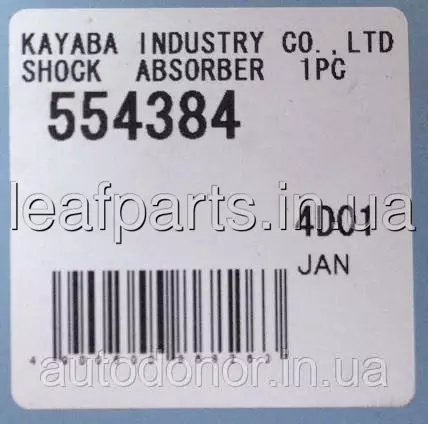 KAYABA INDUSTRY CO.,LTD
SHOCK ABSORBER 1PC
554384
leafparts.in.ua
4D01
JAN
autodonor.in.ua